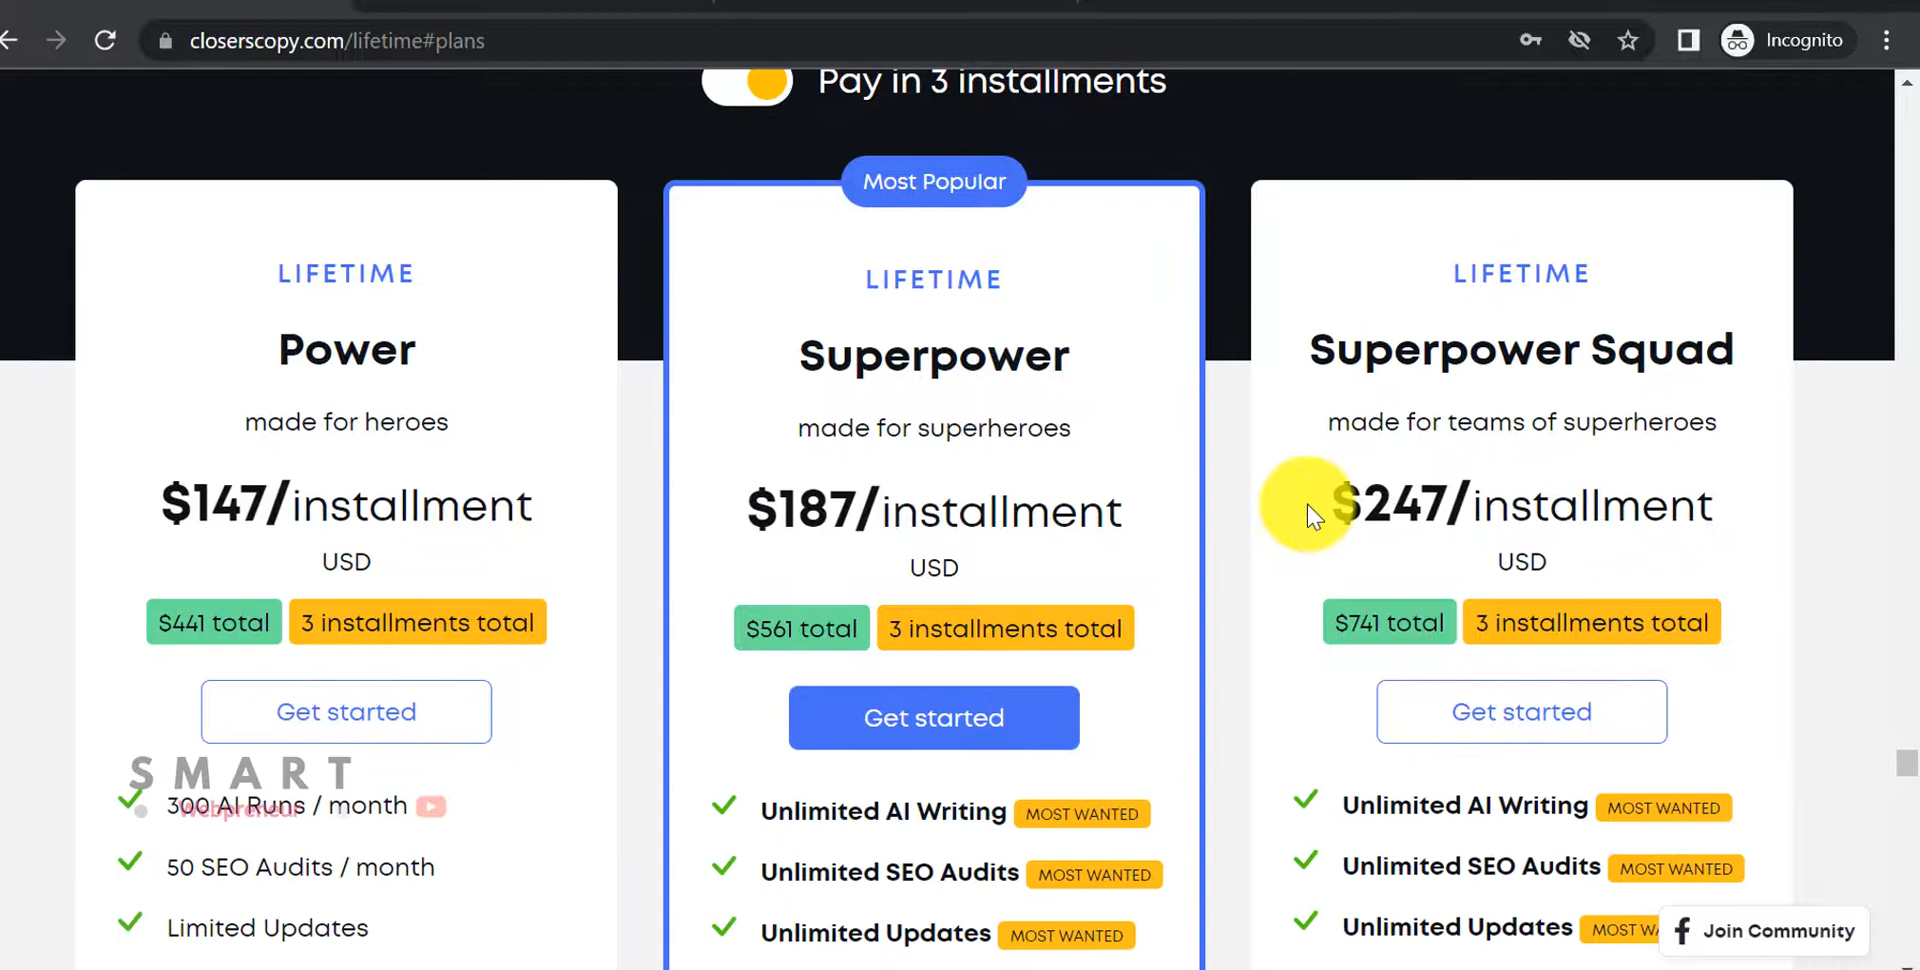 closerscopy.com/lifetime#plans
Incognito
Pay in 3 installments
LIFETIME
Power
made for heroes
$147/installment
USD
$441 total
3 installments total
Get started
300 AI Runs / month
50 SEO Audits / month
Limited Updates
Most Popular
LIFETIME
Superpower
made for superheroes
$187/installment
USD
$561 total
3 installments total
Get started
Unlimited AI Writing MOST WANTED
Unlimited SEO Audits MOST WANTED
Unlimited Updates MOST WANTED
LIFETIME
Superpower Squad
made for teams of superheroes
$247/installment
USD
$741 total
3 installments total
Get started
Unlimited AI Writing MOST WANTED
Unlimited SEO Audits MOST WANTED
Unlimited Updates MOST
Join Community
SMART
Webpreneur